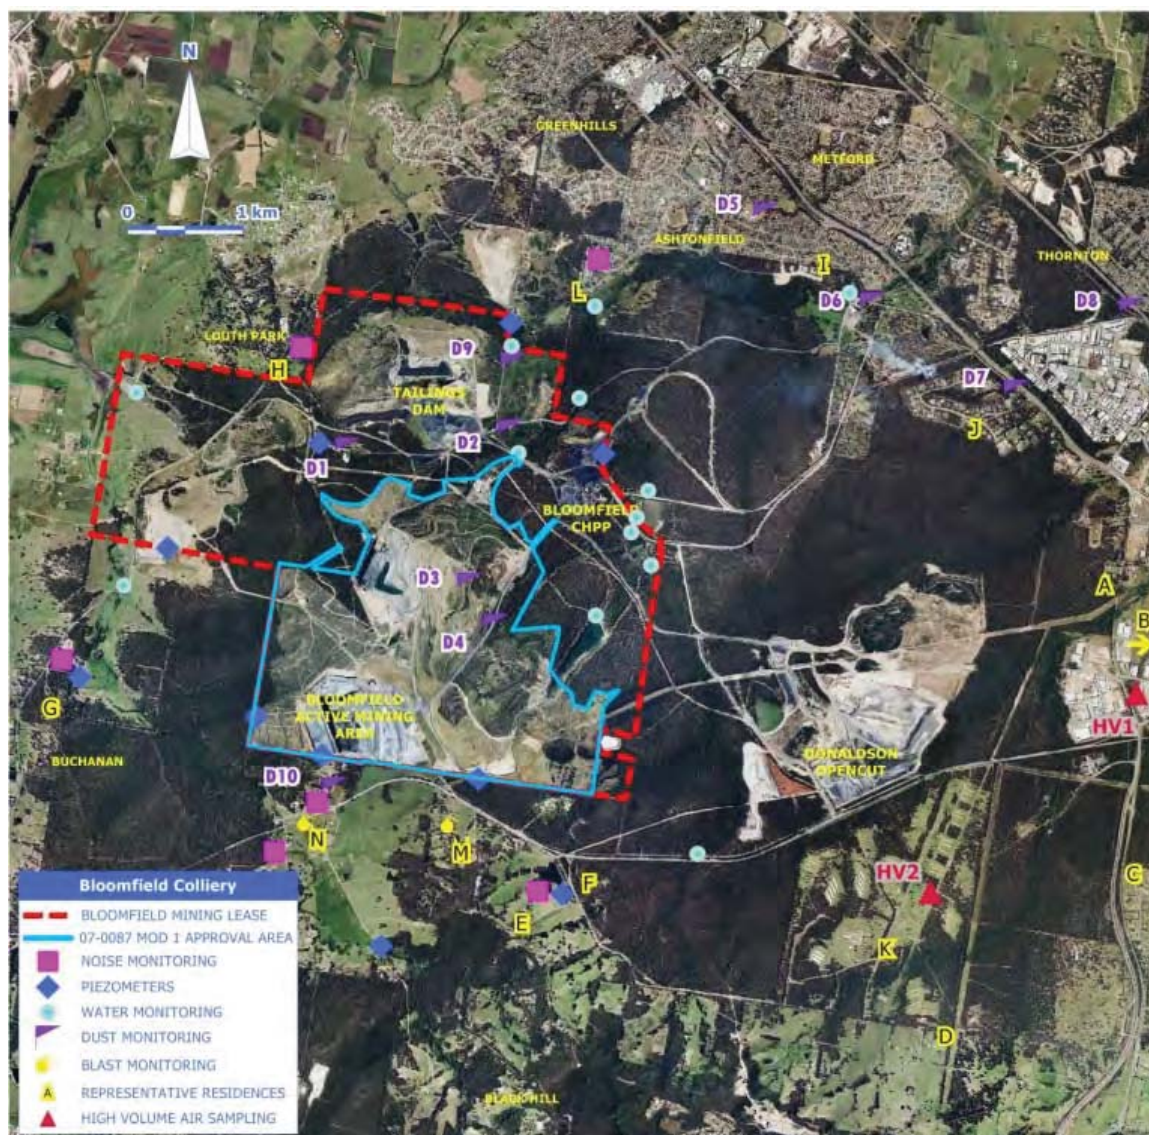 N
0 1 km
GREENHILLS
METFORD
D5
ASHTONFIELD
I
THORNTON
L
D6
D8
LOUTH PARK
H
D9
D7
TAILINGS
DAM
D2
J
D1
BLOOMFIELD
CHPP
D3
A
D4
B
G
BLOOMFIELD
ACTIVE MINING
AREA
HV1
BUCHANAN
DONALDSON
OPENCUT
D10
N
M
F
HV2
C
E
K
D
BLACK HILL
Bloomfield Colliery
BLOOMFIELD MINING LEASE
07-0087 MOD 1 APPROVAL AREA
NOISE MONITORING
PIEZOMETERS
WATER MONITORING
DUST MONITORING
BLAST MONITORING
A REPRESENTATIVE RESIDENCES
HIGH VOLUME AIR SAMPLING